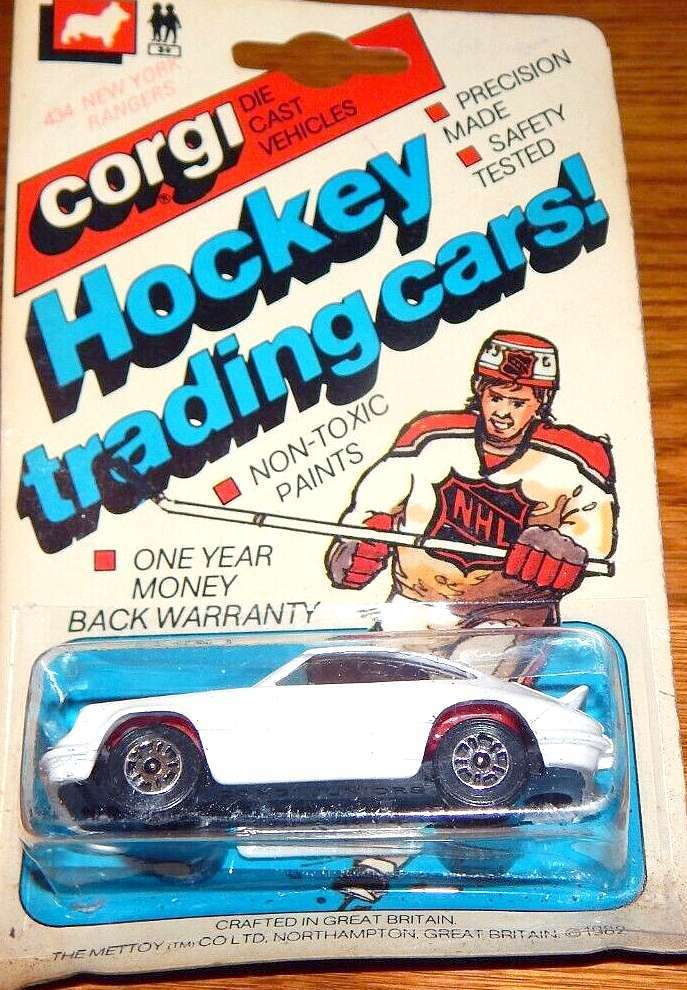 434 NEW YORK
RANGERS
corgi®
DIE
CAST
VEHICLES
PRECISION
MADE
SAFETY
TESTED
Hockey
trading cars!
NON-TOXIC
PAINTS
NHL
ONE YEAR
MONEY
BACK WARRANTY
CRAFTED IN GREAT BRITAIN.
THE METTOY (TM) CO LTD, NORTHAMPTON, GREAT BRITAIN. © 1982